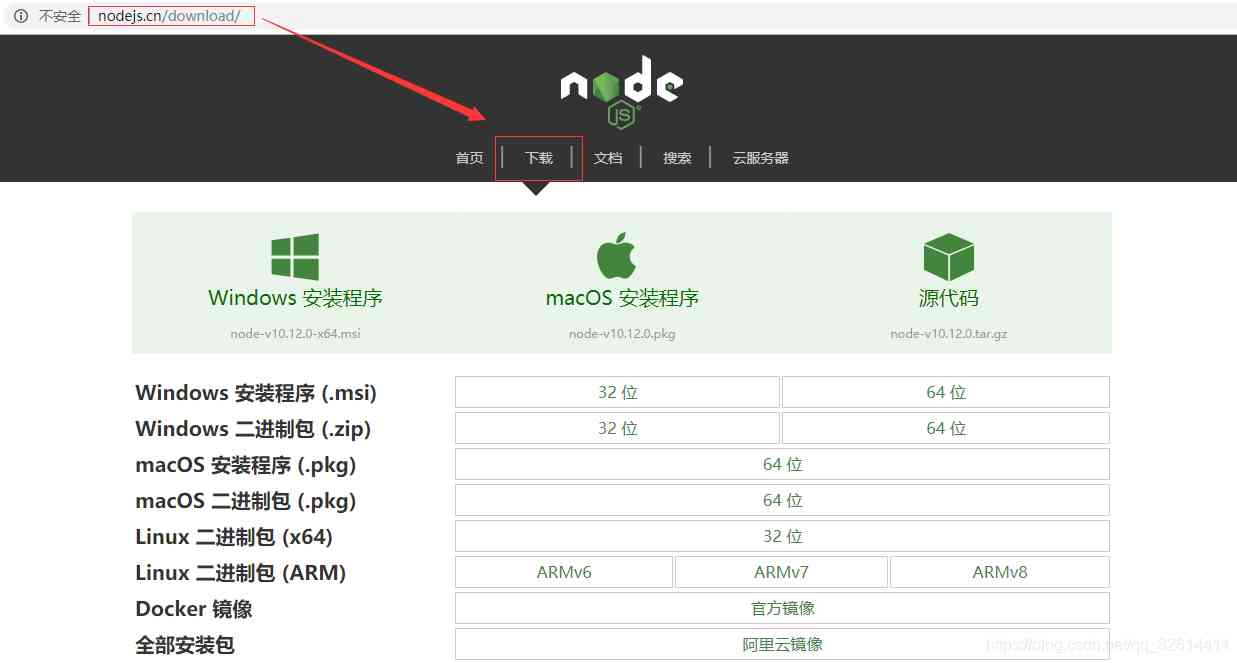 不安全 nodejs.cn/download/
node
JS
首页 下载 文档 搜索 云服务器
Windows 安装程序 macOS 安装程序 源代码
node-v10.12.0-x64.msi node-v10.12.0.pkg node-v10.12.0.tar.gz
Windows 安装程序 (.msi) 32 位 64 位
Windows 二进制包 (.zip) 32 位 64 位
macOS 安装程序 (.pkg) 64 位
macOS 二进制包 (.pkg) 64 位
Linux 二进制包 (x64) 32 位
Linux 二进制包 (ARM) ARMv6 ARMv7 ARMv8
Docker 镜像 官方镜像
全部安装包 阿里云镜像